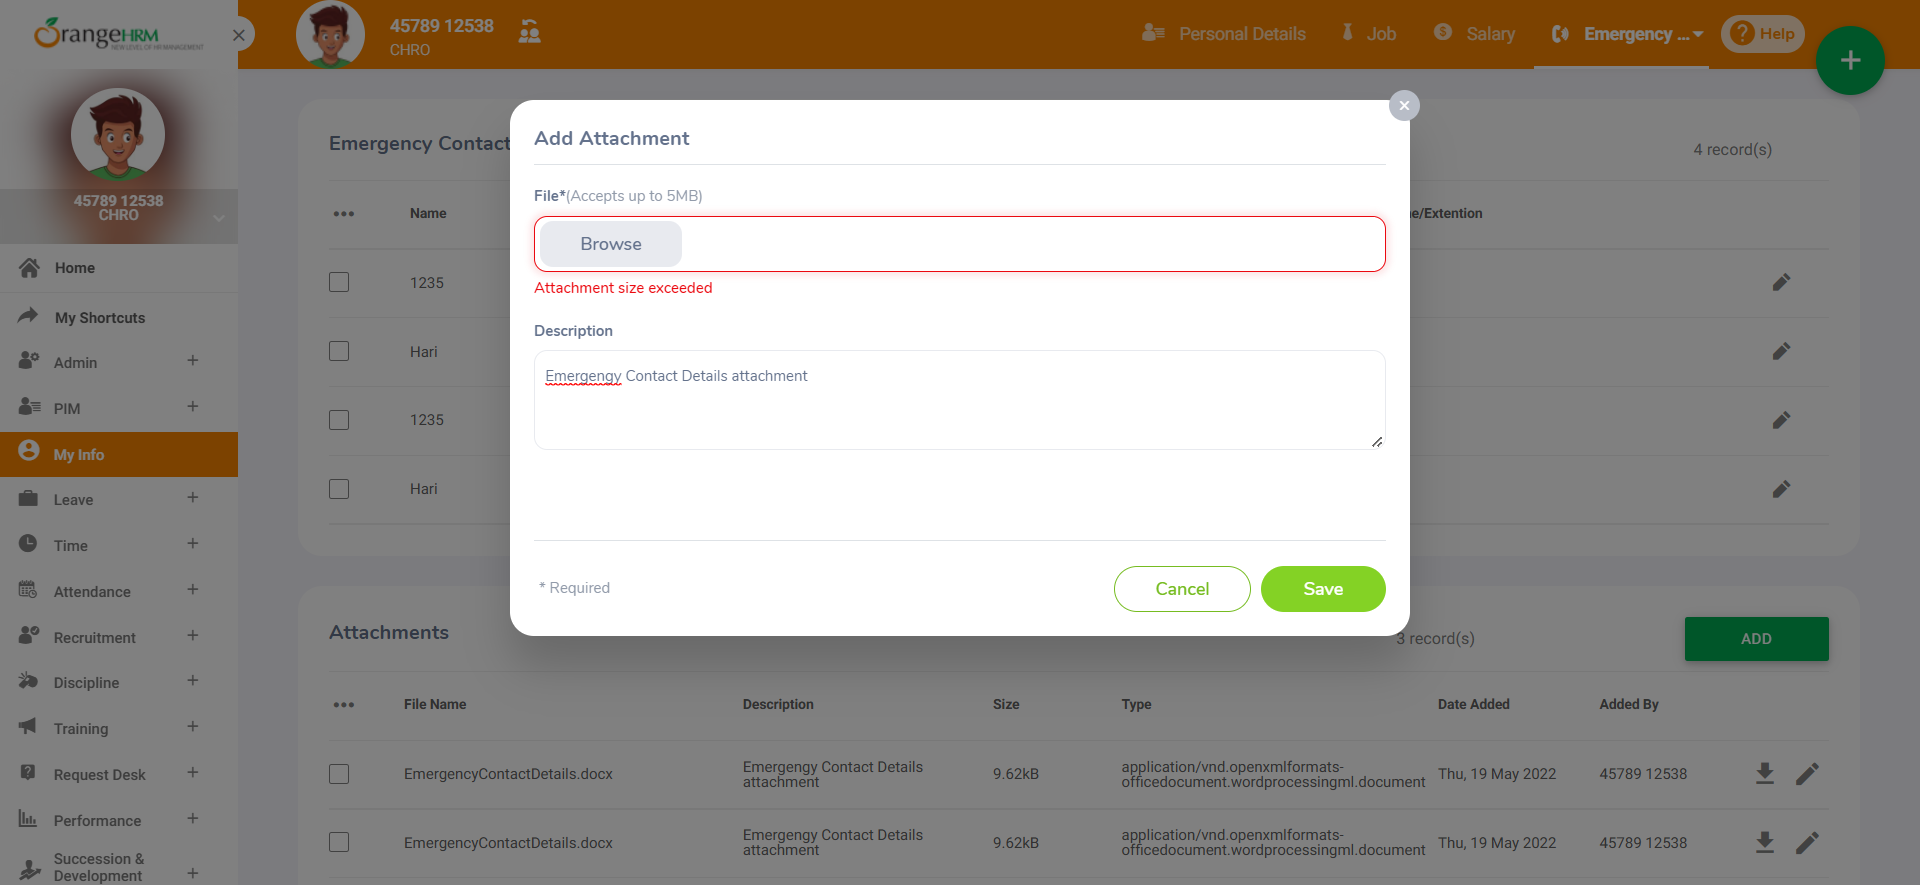 OrangeHRM
NEW LEVEL OF HR MANAGEMENT
45789 12538
CHRO
Personal Details
Job
Salary
Emergency ...
Help
45789 12538
CHRO
Home
My Shortcuts
Admin
PIM
My Info
Leave
Time
Attendance
Recruitment
Discipline
Training
Request Desk
Performance
Succession &
Development
Emergency Contact
4 record(s)
Name
e/Extention
1235
Hari
1235
Hari
Add Attachment
File*(Accepts up to 5MB)
Browse
Attachment size exceeded
Description
Emergengy Contact Details attachment
* Required
Cancel
Save
Attachments
3 record(s)
ADD
File Name
Description
Size
Type
Date Added
Added By
EmergencyContactDetails.docx
Emergengy Contact Details
attachment
9.62kB
application/vnd.openxmlformats-
officedocument.wordprocessingml.document
Thu, 19 May 2022
45789 12538
EmergencyContactDetails.docx
Emergengy Contact Details
attachment
9.62kB
application/vnd.openxmlformats-
officedocument.wordprocessingml.document
Thu, 19 May 2022
45789 12538